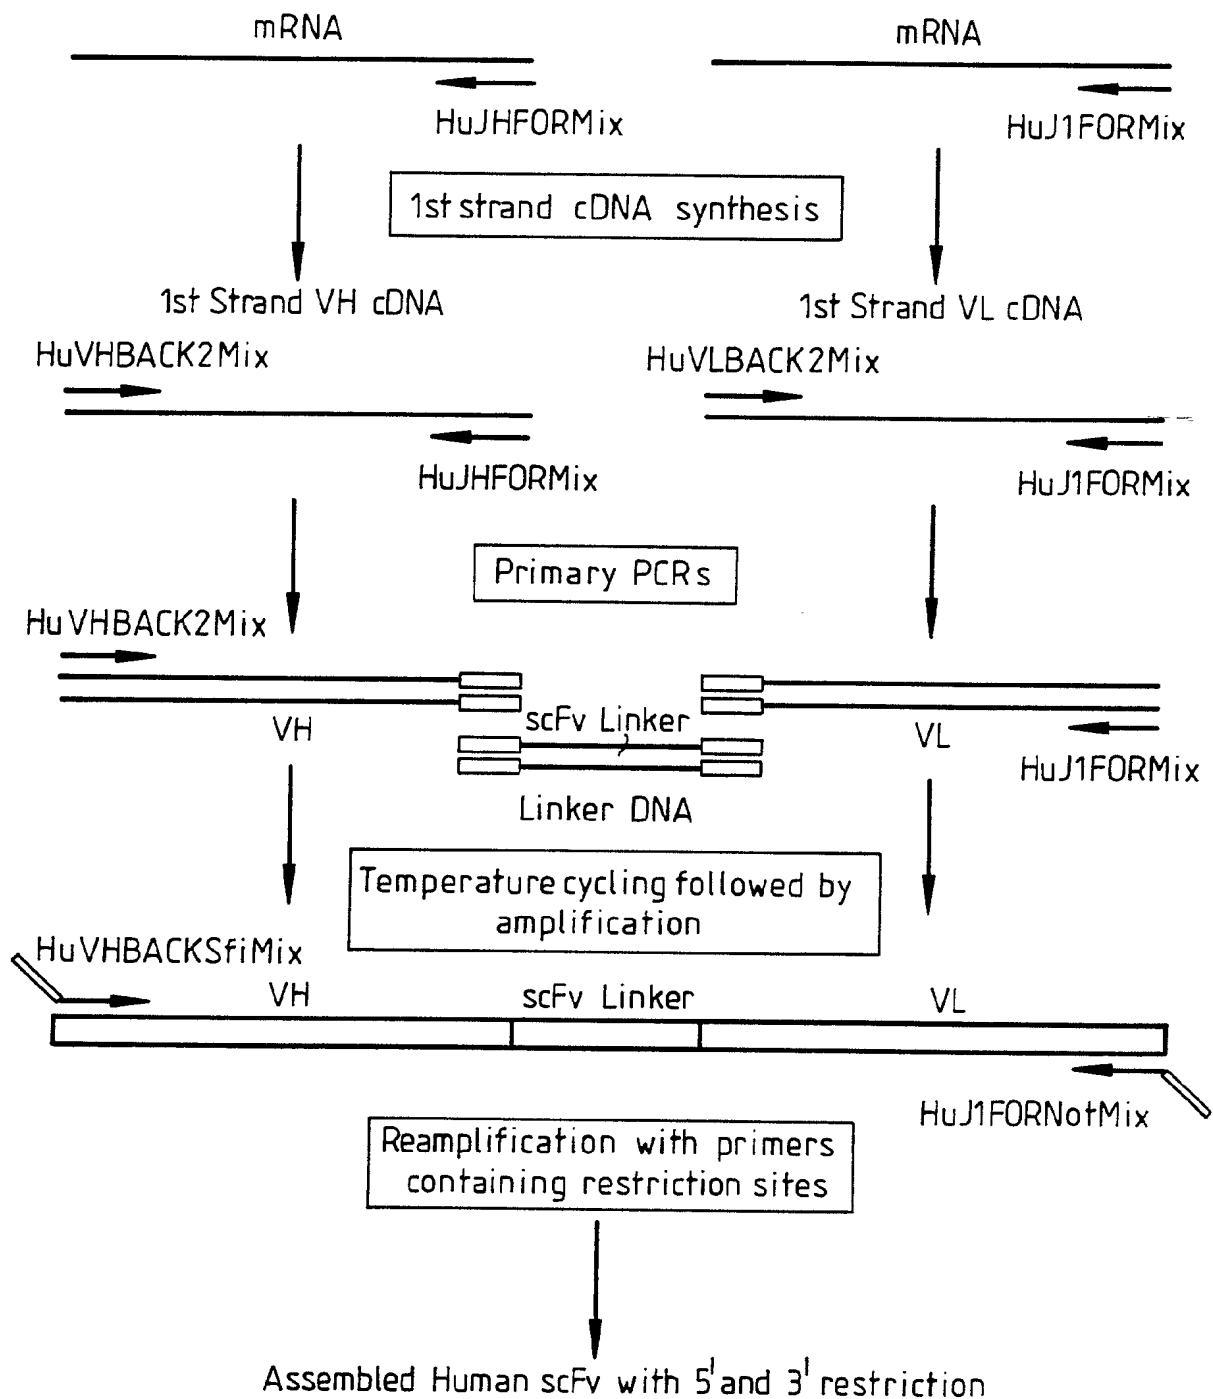 mRNA
mRNA
HuJHFORMix
HuJ1FORMix
1st strand cDNA synthesis
1st Strand VH cDNA
1st Strand VL cDNA
HuVHBACK2Mix
HuVLBACK2Mix
HuJHFORMix
HuJ1FORMix
Primary PCRs
HuVHBACK2Mix
VH
scFv Linker
VL
HuJ1FORMix
Linker DNA
Temperature cycling followed by
amplification
HuVHBACKSfiMix
VH
scFv Linker
VL
HuJ1FORNotMix
Reamplification with primers
containing restriction sites
Assembled Human scFv with 5' and 3' restriction